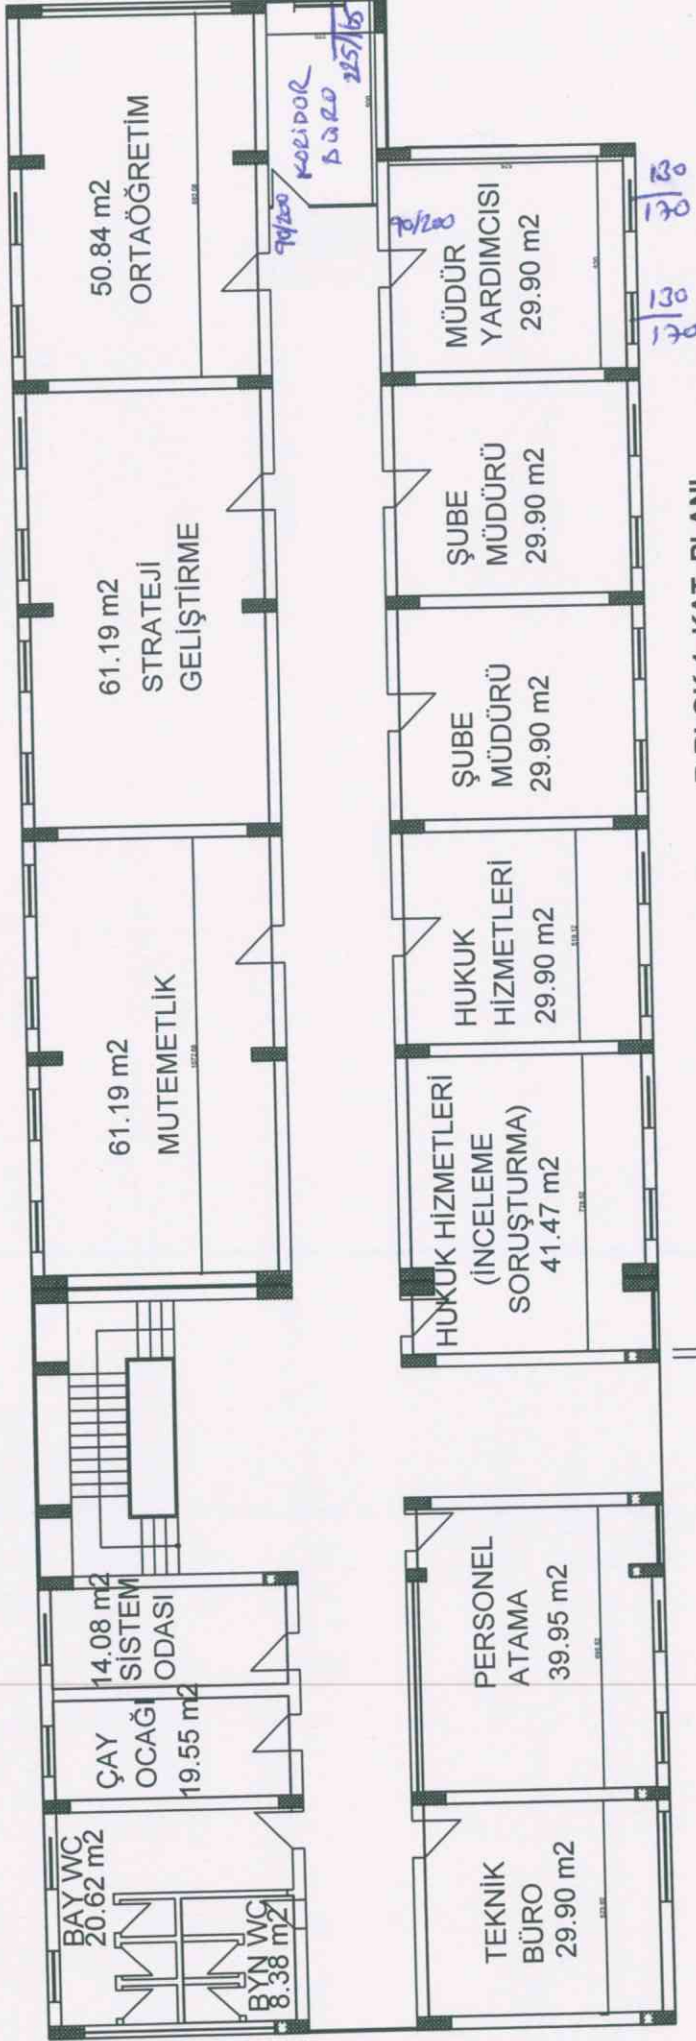 BAY WC
20.62 m2
BYN WC
8.38 m2
ÇAY
OCAĞI
19.55 m2
14.08 m2
SİSTEM
ODASI
61.19 m2
MUTEMETLİK
61.19 m2
STRATEJİ
GELİŞTİRME
50.84 m2
ORTAÖĞRETİM
KORİDOR
BÜRO
225/165
90/200
90/200
TEKNİK
BÜRO
29.90 m2
PERSONEL
ATAMA
39.95 m2
HUKUK HİZMETLERİ
(İNCELEME
SORUŞTURMA)
41.47 m2
HUKUK
HİZMETLERİ
29.90 m2
ŞUBE
MÜDÜRÜ
29.90 m2
ŞUBE
MÜDÜRÜ
29.90 m2
MÜDÜR
YARDIMCISI
29.90 m2
130
170
130
170
KAT PLANI